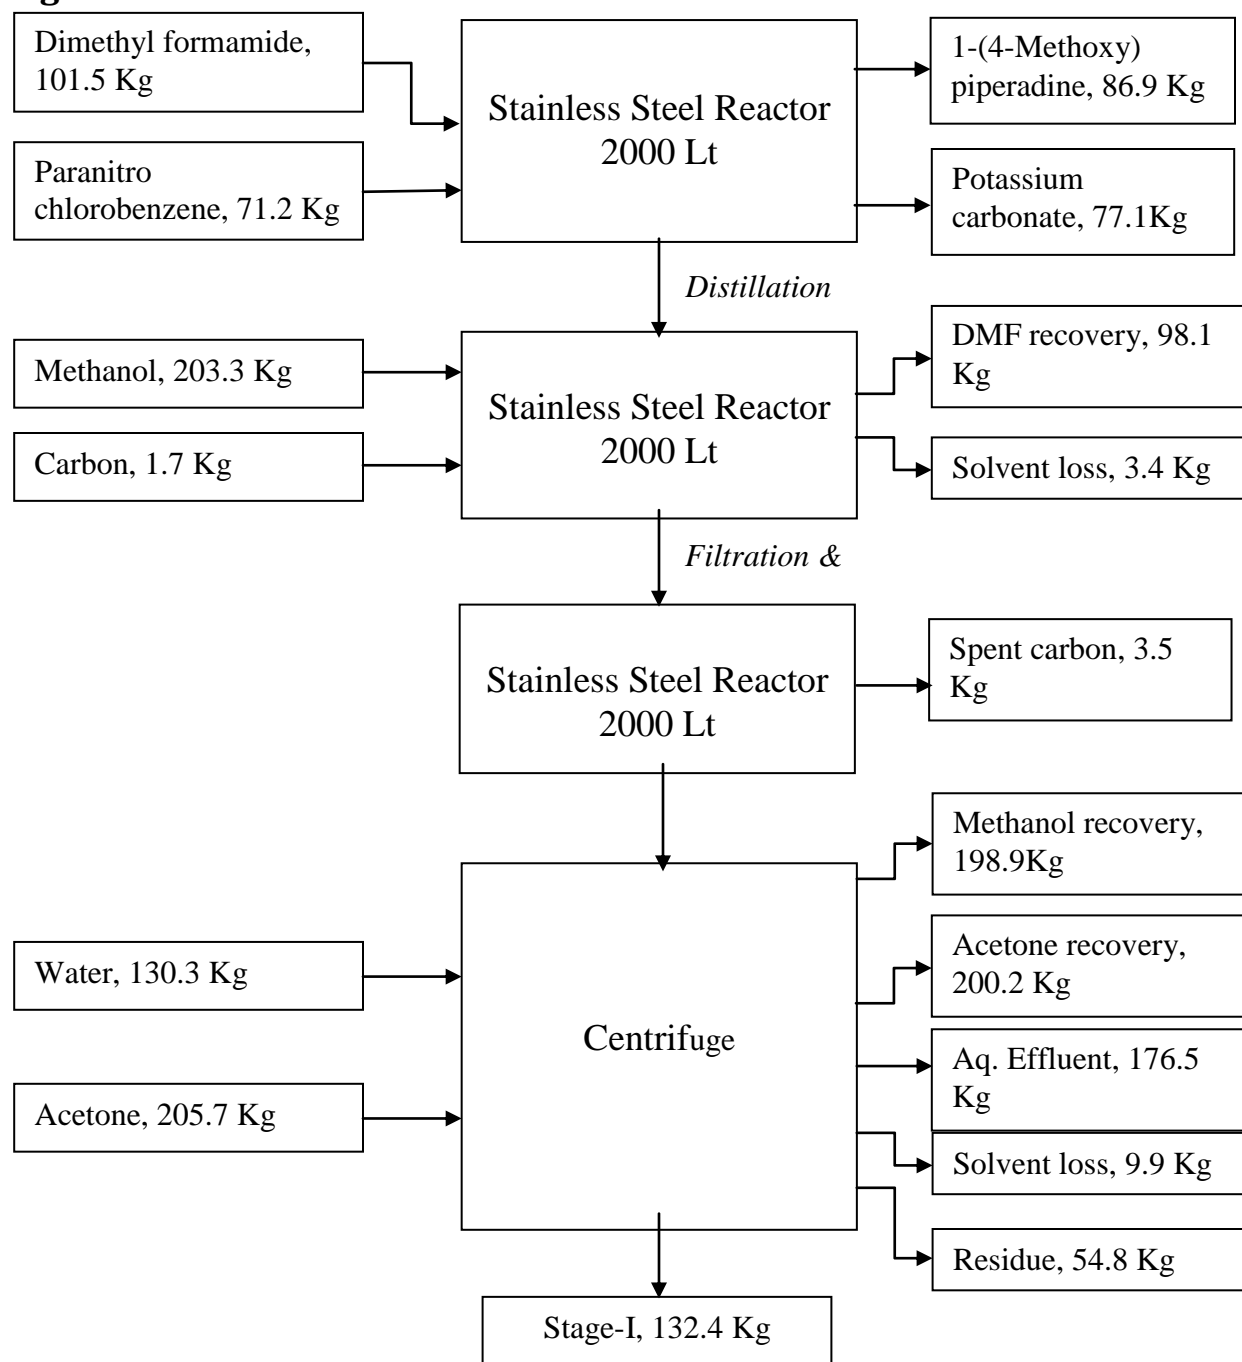 Dimethyl formamide,
101.5 Kg
Paranitro
chlorobenzene, 71.2 Kg
Stainless Steel Reactor
2000 Lt
1-(4-Methoxy)
piperadine, 86.9 Kg
Potassium
carbonate, 77.1Kg
Distillation
Methanol, 203.3 Kg
Carbon, 1.7 Kg
Stainless Steel Reactor
2000 Lt
DMF recovery, 98.1
Kg
Solvent loss, 3.4 Kg
Filtration &
Stainless Steel Reactor
2000 Lt
Spent carbon, 3.5
Kg
Water, 130.3 Kg
Acetone, 205.7 Kg
Centrifuge
Methanol recovery,
198.9Kg
Acetone recovery,
200.2 Kg
Aq. Effluent, 176.5
Kg
Solvent loss, 9.9 Kg
Residue, 54.8 Kg
Stage-I, 132.4 Kg